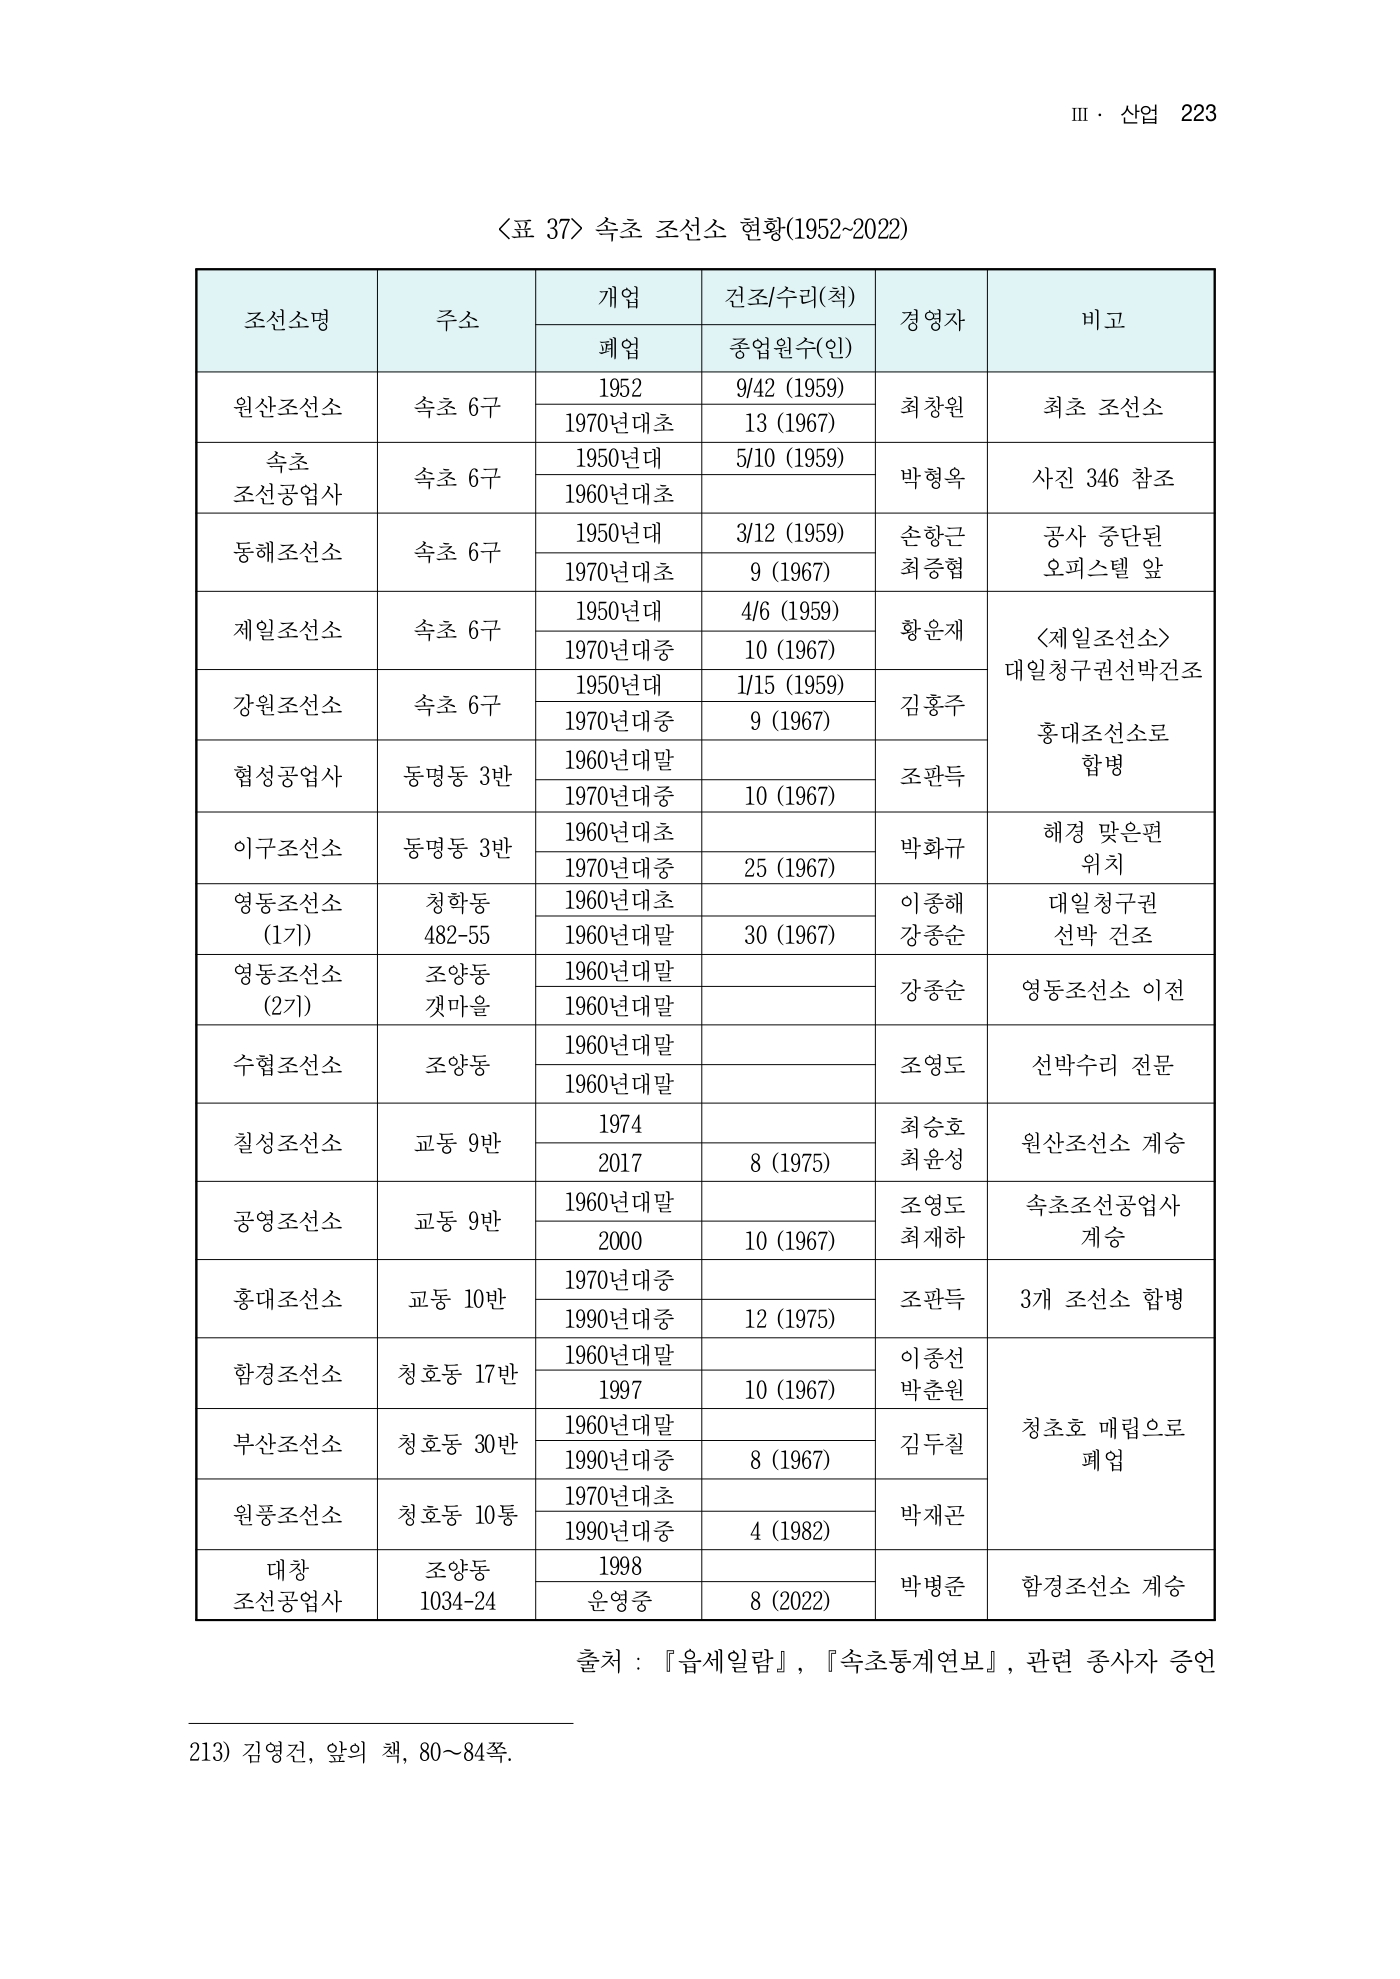 Ⅲ · 산업 223
<표 37> 속초 조선소 현황(1952~2022)
조선소명 주소 개업 건조/수리(척) 경영자 비고
폐업 종업원수(인)
원산조선소 속초 6구 1952 9/42 (1959) 최창원 최초 조선소
1970년대초 13 (1967)
속초 조선공업사 속초 6구 1950년대 5/10 (1959) 박형옥 사진 346 참조
1960년대초
동해조선소 속초 6구 1950년대 3/12 (1959) 손항근 최증협 공사 중단된 오피스텔 앞
1970년대초 9 (1967)
제일조선소 속초 6구 1950년대 4/6 (1959) 황운재 <제일조선소> 대일청구권선박건조 홍대조선소로 합병
1970년대중 10 (1967)
강원조선소 속초 6구 1950년대 1/15 (1959) 김홍주
1970년대중 9 (1967)
협성공업사 동명동 3반 1960년대말 조판득
1970년대중 10 (1967)
이구조선소 동명동 3반 1960년대초 박화규 해경 맞은편 위치
1970년대중 25 (1967)
영동조선소 (1기) 청학동 482-55 1960년대초 이종해 강종순 대일청구권 선박 건조
1960년대말 30 (1967)
영동조선소 (2기) 조양동 갯마을 1960년대말 강종순 영동조선소 이전
1960년대말
수협조선소 조양동 1960년대말 조영도 선박수리 전문
1960년대말
칠성조선소 교동 9반 1974 최승호 최윤성 원산조선소 계승
2017 8 (1975)
공영조선소 교동 9반 1960년대말 조영도 최재하 속초조선공업사 계승
2000 10 (1967)
홍대조선소 교동 10반 1970년대중 조판득 3개 조선소 합병
1990년대중 12 (1975)
함경조선소 청호동 17반 1960년대말 이종선 박춘원 청초호 매립으로 폐업
1997 10 (1967)
부산조선소 청호동 30반 1960년대말 김두칠
1990년대중 8 (1967)
원풍조선소 청호동 10통 1970년대초 박재곤
1990년대중 4 (1982)
대창 조선공업사 조양동 1034-24 1998 박병준 함경조선소 계승
운영중 8 (2022)
출처 : 『읍세일람』, 『속초통계연보』, 관련 종사자 증언
213) 김영건, 앞의 책, 80～84쪽.